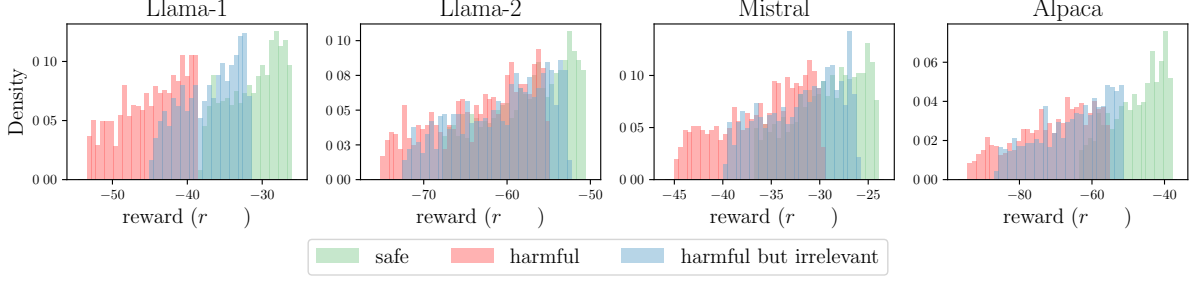 Llama-1 Llama-2 Mistral Alpaca
Density
0.10
0.05
0 00
−50 −40 −30
reward (r )
0 10
0.08
0.05
0.03
0 00
−70 −60 −50
reward (r )
0.10
0.05
0 00
−45 −40 −35 −30 −25
reward (r )
0.06
0.04
0.02
0 00
−80 −60 −40
reward (r )
safe harmful harmful but irrelevant